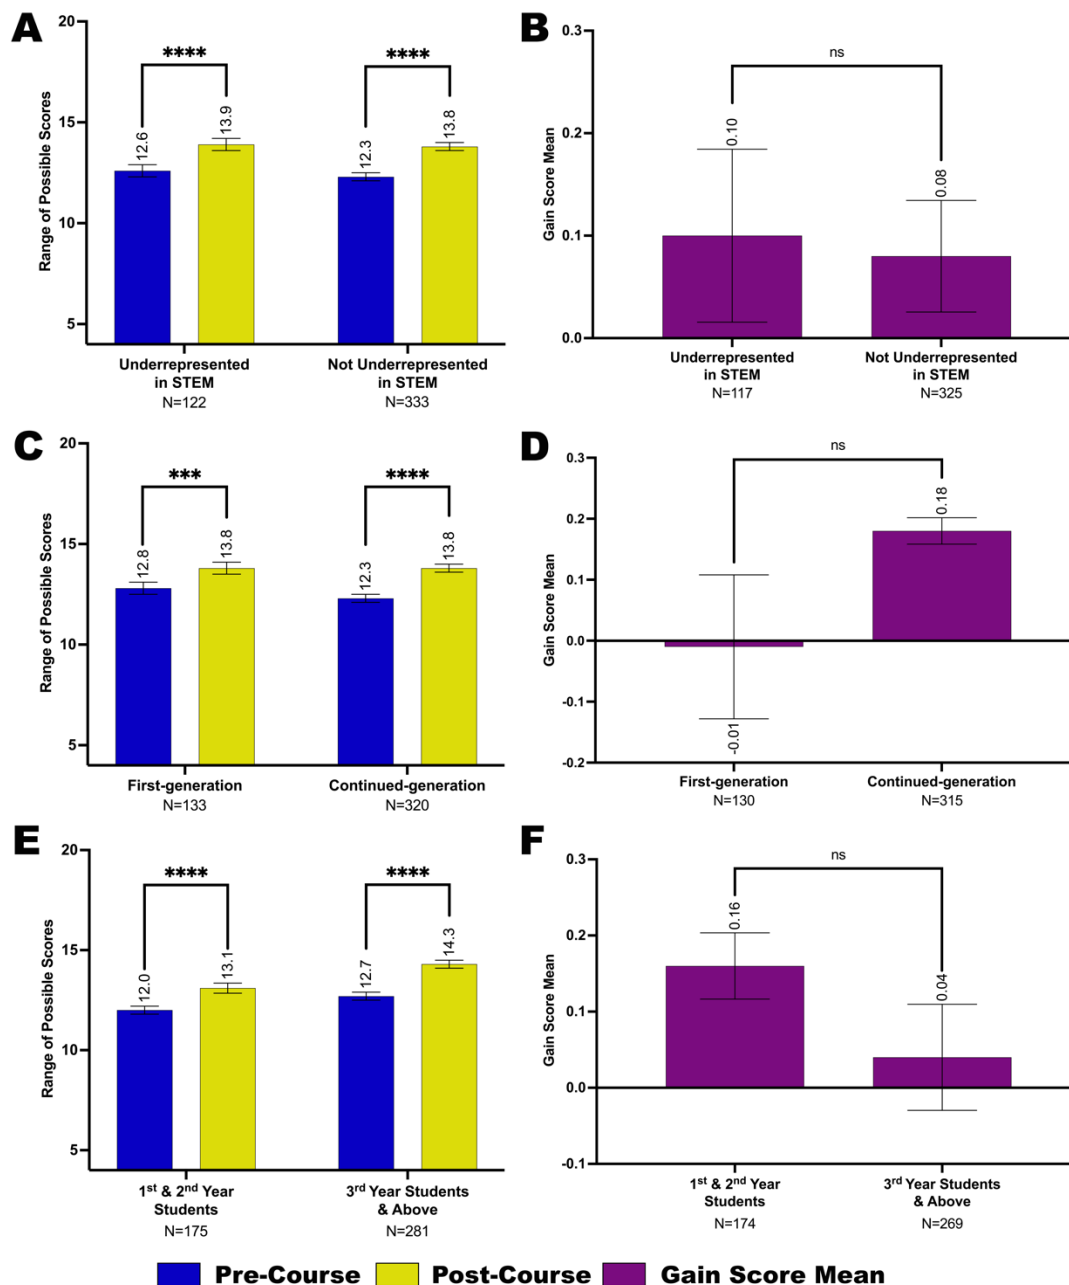 A
20
15
10
5
Range of Possible Scores
****
****
12.6
13.9
12.3
13.8
Underrepresented
in STEM
N=122
Not Underrepresented
in STEM
N=333
B
0.3
0.2
0.1
0.0
Gain Score Mean
ns
0.10
0.08
Underrepresented
in STEM
N=117
Not Underrepresented
in STEM
N=325
C
20
15
10
5
Range of Possible Scores
***
****
12.8
13.8
12.3
13.8
First-generation
N=133
Continued-generation
N=320
D
0.3
0.2
0.1
0.0
-0.1
-0.2
Gain Score Mean
ns
-0.01
0.18
First-generation
N=130
Continued-generation
N=315
E
20
15
10
5
Range of Possible Scores
****
****
12.0
13.1
12.7
14.3
1st & 2nd Year
Students
N=175
3rd Year Students
& Above
N=281
F
0.3
0.2
0.1
0.0
-0.1
Gain Score Mean
ns
0.16
0.04
1st & 2nd Year
Students
N=174
3rd Year Students
& Above
N=269
Pre-Course Post-Course Gain Score Mean